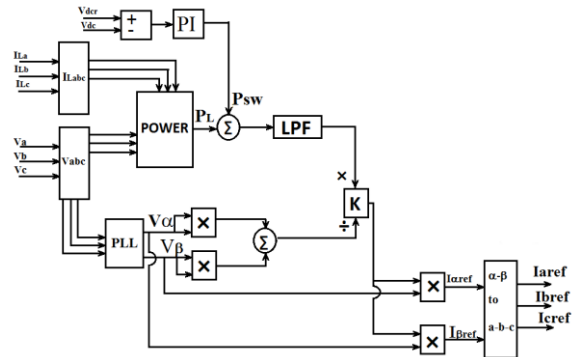 Vdcr
Vdc
+
-
PI
ILa
ILb
ILc
ILabc
Psw
POWER
PL
Σ
LPF
Va
Vb
Vc
Vabc
×
K
÷
PLL
Vα
Vβ
×
×
Σ
×
Iαref
×
Iβref
α-β
to
a-b-c
Iaref
Ibref
Icref